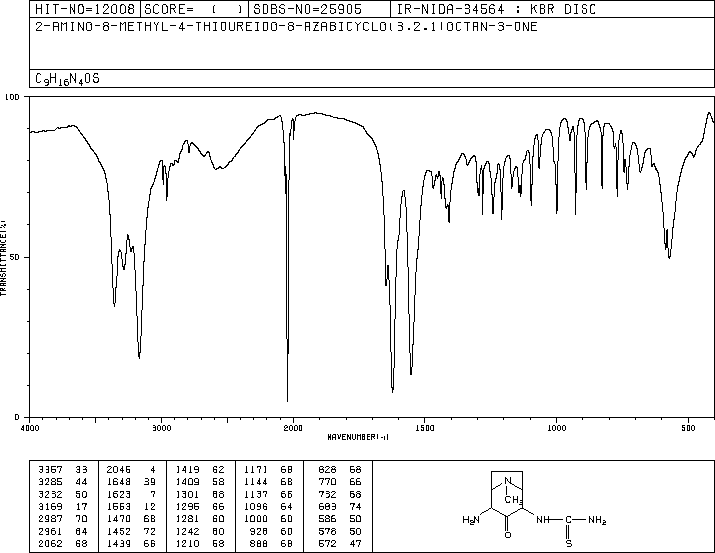 HIT-NO=12008 SCORE= ( ) SDBS-NO=25905 IR-NIDA-34564 : KBR DISC
2-AMINO-8-METHYL-4-THIOUREIDO-8-AZABICYCLO(3.2.1)OCTAN-3-ONE
C9H16N4OS
100
50
0
TRANSMITTANCE(%)
4000 3000 2000 1500 1000 500
WAVENUMBER(-1)
3367 33 2046 4 1419 62 1171 68 828 68
3285 44 1648 39 1409 58 1144 68 770 66
3232 50 1623 7 1301 68 1137 66 732 68
3169 17 1553 12 1296 66 1096 64 683 74
2987 70 1470 68 1281 60 1000 60 586 50
2961 64 1452 72 1242 60 928 60 578 50
2062 68 1439 66 1210 58 888 68 572 47
N
CH3
H2N
O
NH
C
S
NH2